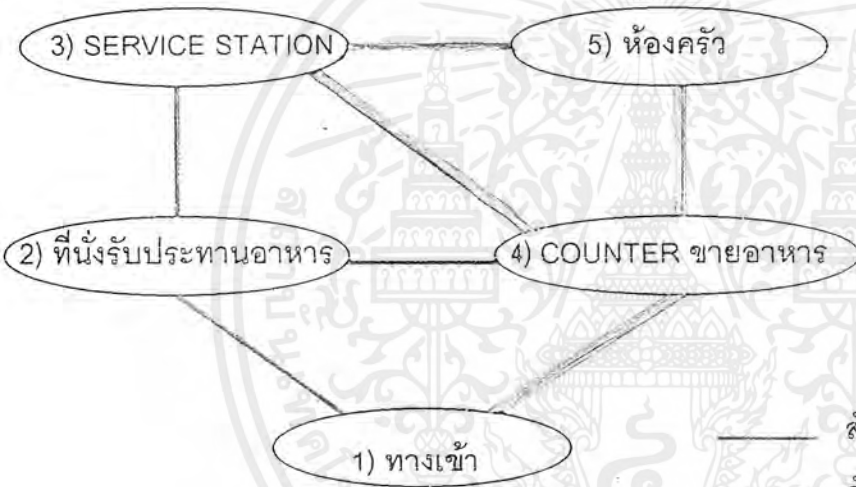 3) SERVICE STATION
5) ห้องครัว
2) ที่นั่งรับประทานอาหาร
4) COUNTER ขายอาหาร
1) ทางเข้า